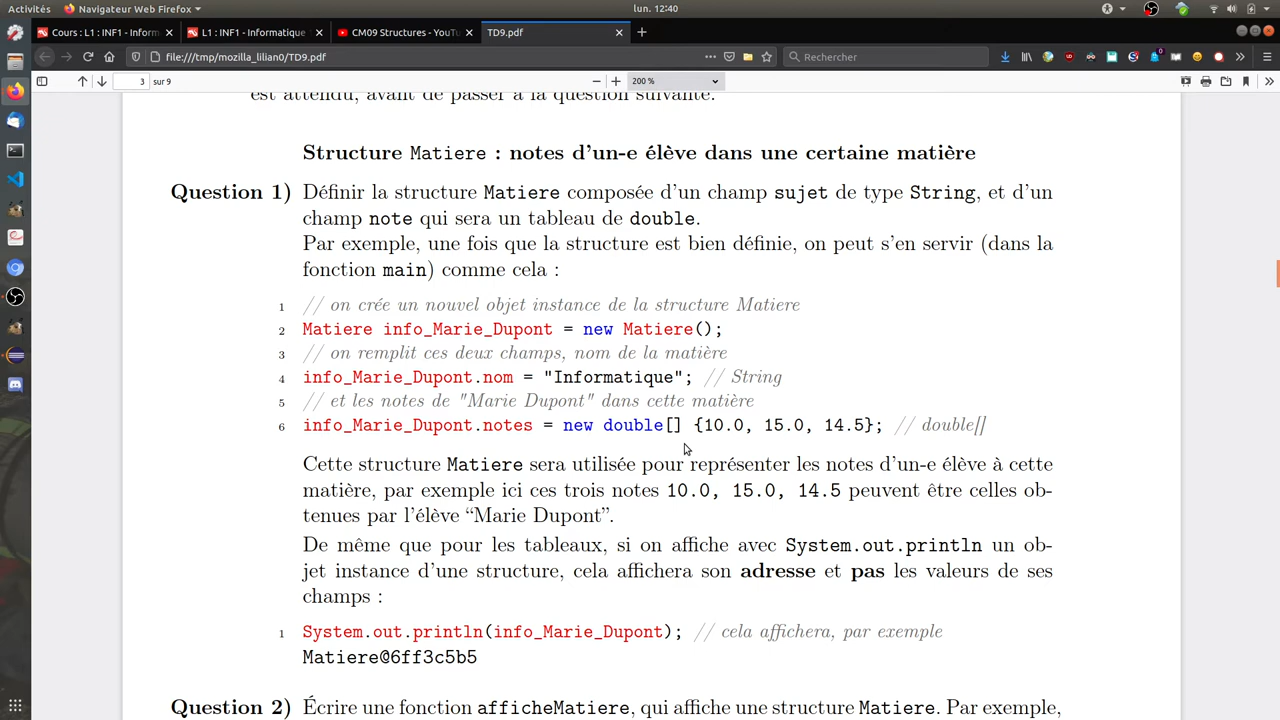 Activités Navigateur Web Firefox lun. 12:40
Cours : L1 : INF1 - Inform L1 : INF1 - Informatique CM09 Structures - YouTu TD9.pdf
file:///tmp/mozilla_lilian0/TD9.pdf Rechercher
3 sur 9 200 %
est attendu, avant de passer à la question suivante.
Structure Matiere : notes d'un-e élève dans une certaine matière
Question 1) Définir la structure Matiere composée d'un champ sujet de type String, et d'un
champ note qui sera un tableau de double.
Par exemple, une fois que la structure est bien définie, on peut s'en servir (dans la
fonction main) comme cela :
1 // on crée un nouvel objet instance de la structure Matiere
2 Matiere info_Marie_Dupont = new Matiere();
3 // on remplit ces deux champs, nom de la matière
4 info_Marie_Dupont.nom = "Informatique"; // String
5 // et les notes de "Marie Dupont" dans cette matière
6 info_Marie_Dupont.notes = new double[] {10.0, 15.0, 14.5}; // double[]
Cette structure Matiere sera utilisée pour représenter les notes d'un-e élève à cette
matière, par exemple ici ces trois notes 10.0, 15.0, 14.5 peuvent être celles ob-
tenues par l'élève “Marie Dupont”.
De même que pour les tableaux, si on affiche avec System.out.println un ob-
jet instance d'une structure, cela affichera son adresse et pas les valeurs de ses
champs :
1 System.out.println(info_Marie_Dupont); // cela affichera, par exemple
Matiere@6ff3c5b5
Question 2) Écrire une fonction afficheMatiere, qui affiche une structure Matiere. Par exemple,